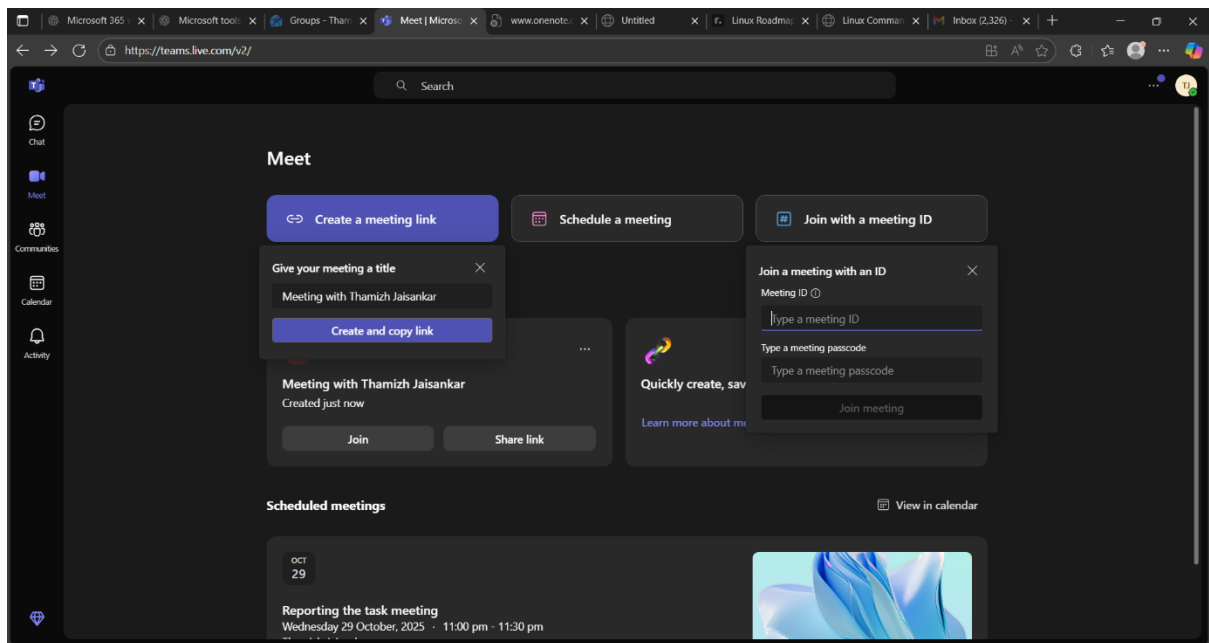 Microsoft 365
Microsoft tools
Groups - Tham
Meet | Microso
www.onenote.
Untitled
Linux Roadmap
Linux Comman
Inbox (2,326) -
https://teams.live.com/v2/
Search
TJ
Chat
Meet
Communities
Calendar
Activity
Meet
Create a meeting link
Schedule a meeting
Join with a meeting ID
Give your meeting a title
Meeting with Thamizh Jaisankar
Create and copy link
Join a meeting with an ID
Meeting ID
Type a meeting ID
Type a meeting passcode
Type a meeting passcode
Join meeting
Meeting with Thamizh Jaisankar
Created just now
Join
Share link
Quickly create, sav
Learn more about me
Scheduled meetings
View in calendar
OCT
29
Reporting the task meeting
Wednesday 29 October, 2025 · 11:00 pm - 11:30 pm